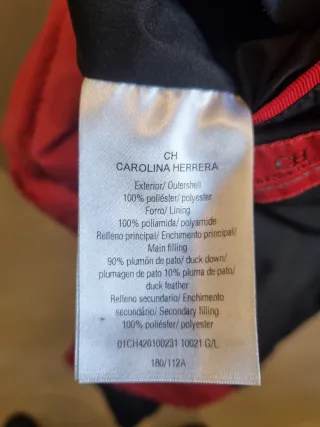 CH
CAROLINA HERRERA
Exterior/ Outershell
100% poliéster/ polyester
Forro/ Lining
100% poliamida/ polyamide
Relleno principal/ Enchimento principal/
Main filling
90% plumón de pato/ duck down/
plumagen de pato 10% pluma de pato/
duck feather
Relleno secundario/ Enchimento
secundário/ Secondary filling
100% poliéster/ polyester
01CH420100231 10021 G/L
180/112A
CH